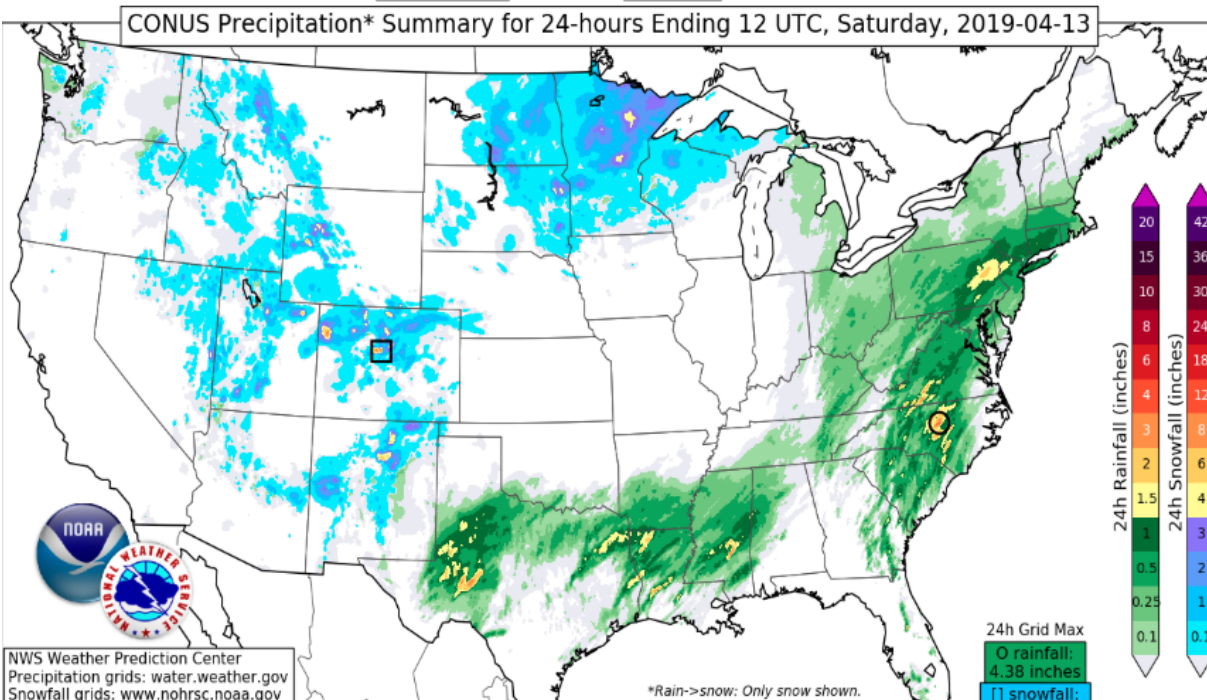 CONUS Precipitation* Summary for 24-hours Ending 12 UTC, Saturday, 2019-04-13
20
15
10
8
6
4
3
2
1.5
1
0.5
0.25
0.1
24h Rainfall (inches)
42
36
30
24
18
12
8
6
4
3
2
1
0.1
24h Snowfall (inches)
NOAA
NATIONAL WEATHER SERVICE
24h Grid Max
O rainfall:
4.38 inches
[] snowfall:
NWS Weather Prediction Center
Precipitation grids: water.weather.gov
Snowfall grids: www.nohrsc.noaa.gov
*Rain->snow: Only snow shown.